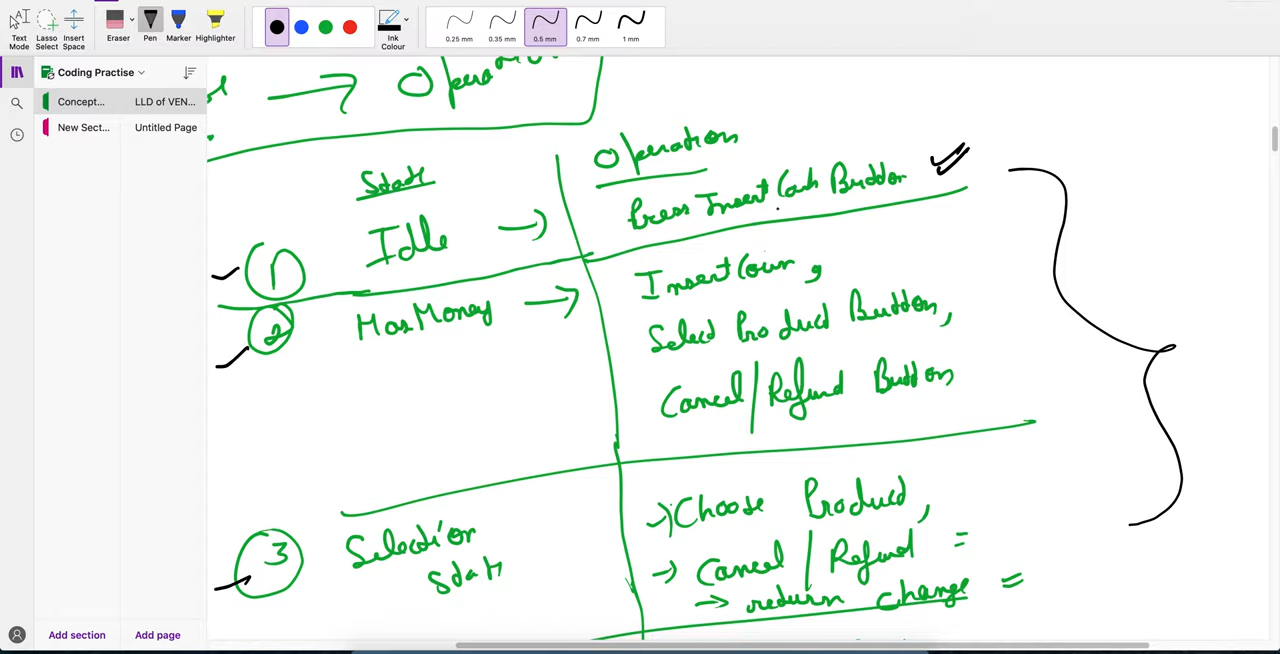 Text Mode
Lasso Select
Insert Space
Eraser
Pen
Marker
Highlighter
Ink Colour
0.25 mm
0.35 mm
0.5 mm
0.7 mm
1 mm
Coding Practise
Concept...
LLD of VEN...
New Sect...
Untitled Page
Add section
Add page
→ Operation
State
Operation
1 Idle → Press Insert Cash Button
2 HasMoney → Insert Coin,
Select Product Button,
Cancel/Refund Button
3 Selection State
→ Choose Product,
→ Cancel / Refund =
→ return change =